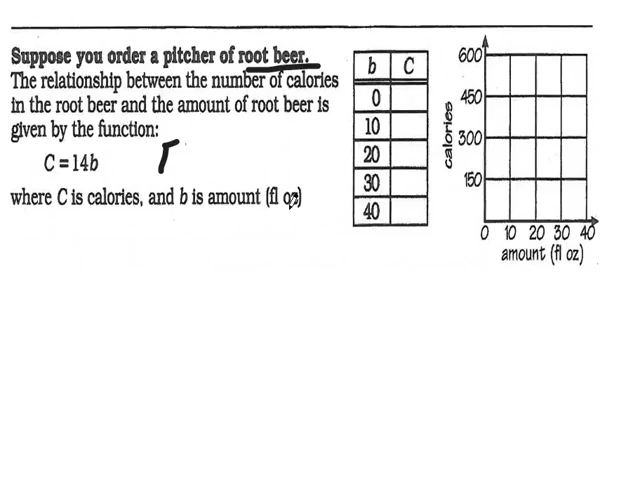 Suppose you order a pitcher of root beer.
The relationship between the number of calories
in the root beer and the amount of root beer is
given by the function:
C = 14b
where C is calories, and b is amount (fl oz)
b C
0
10
20
30
40
calories
600
450
300
150
0 10 20 30 40
amount (fl oz)